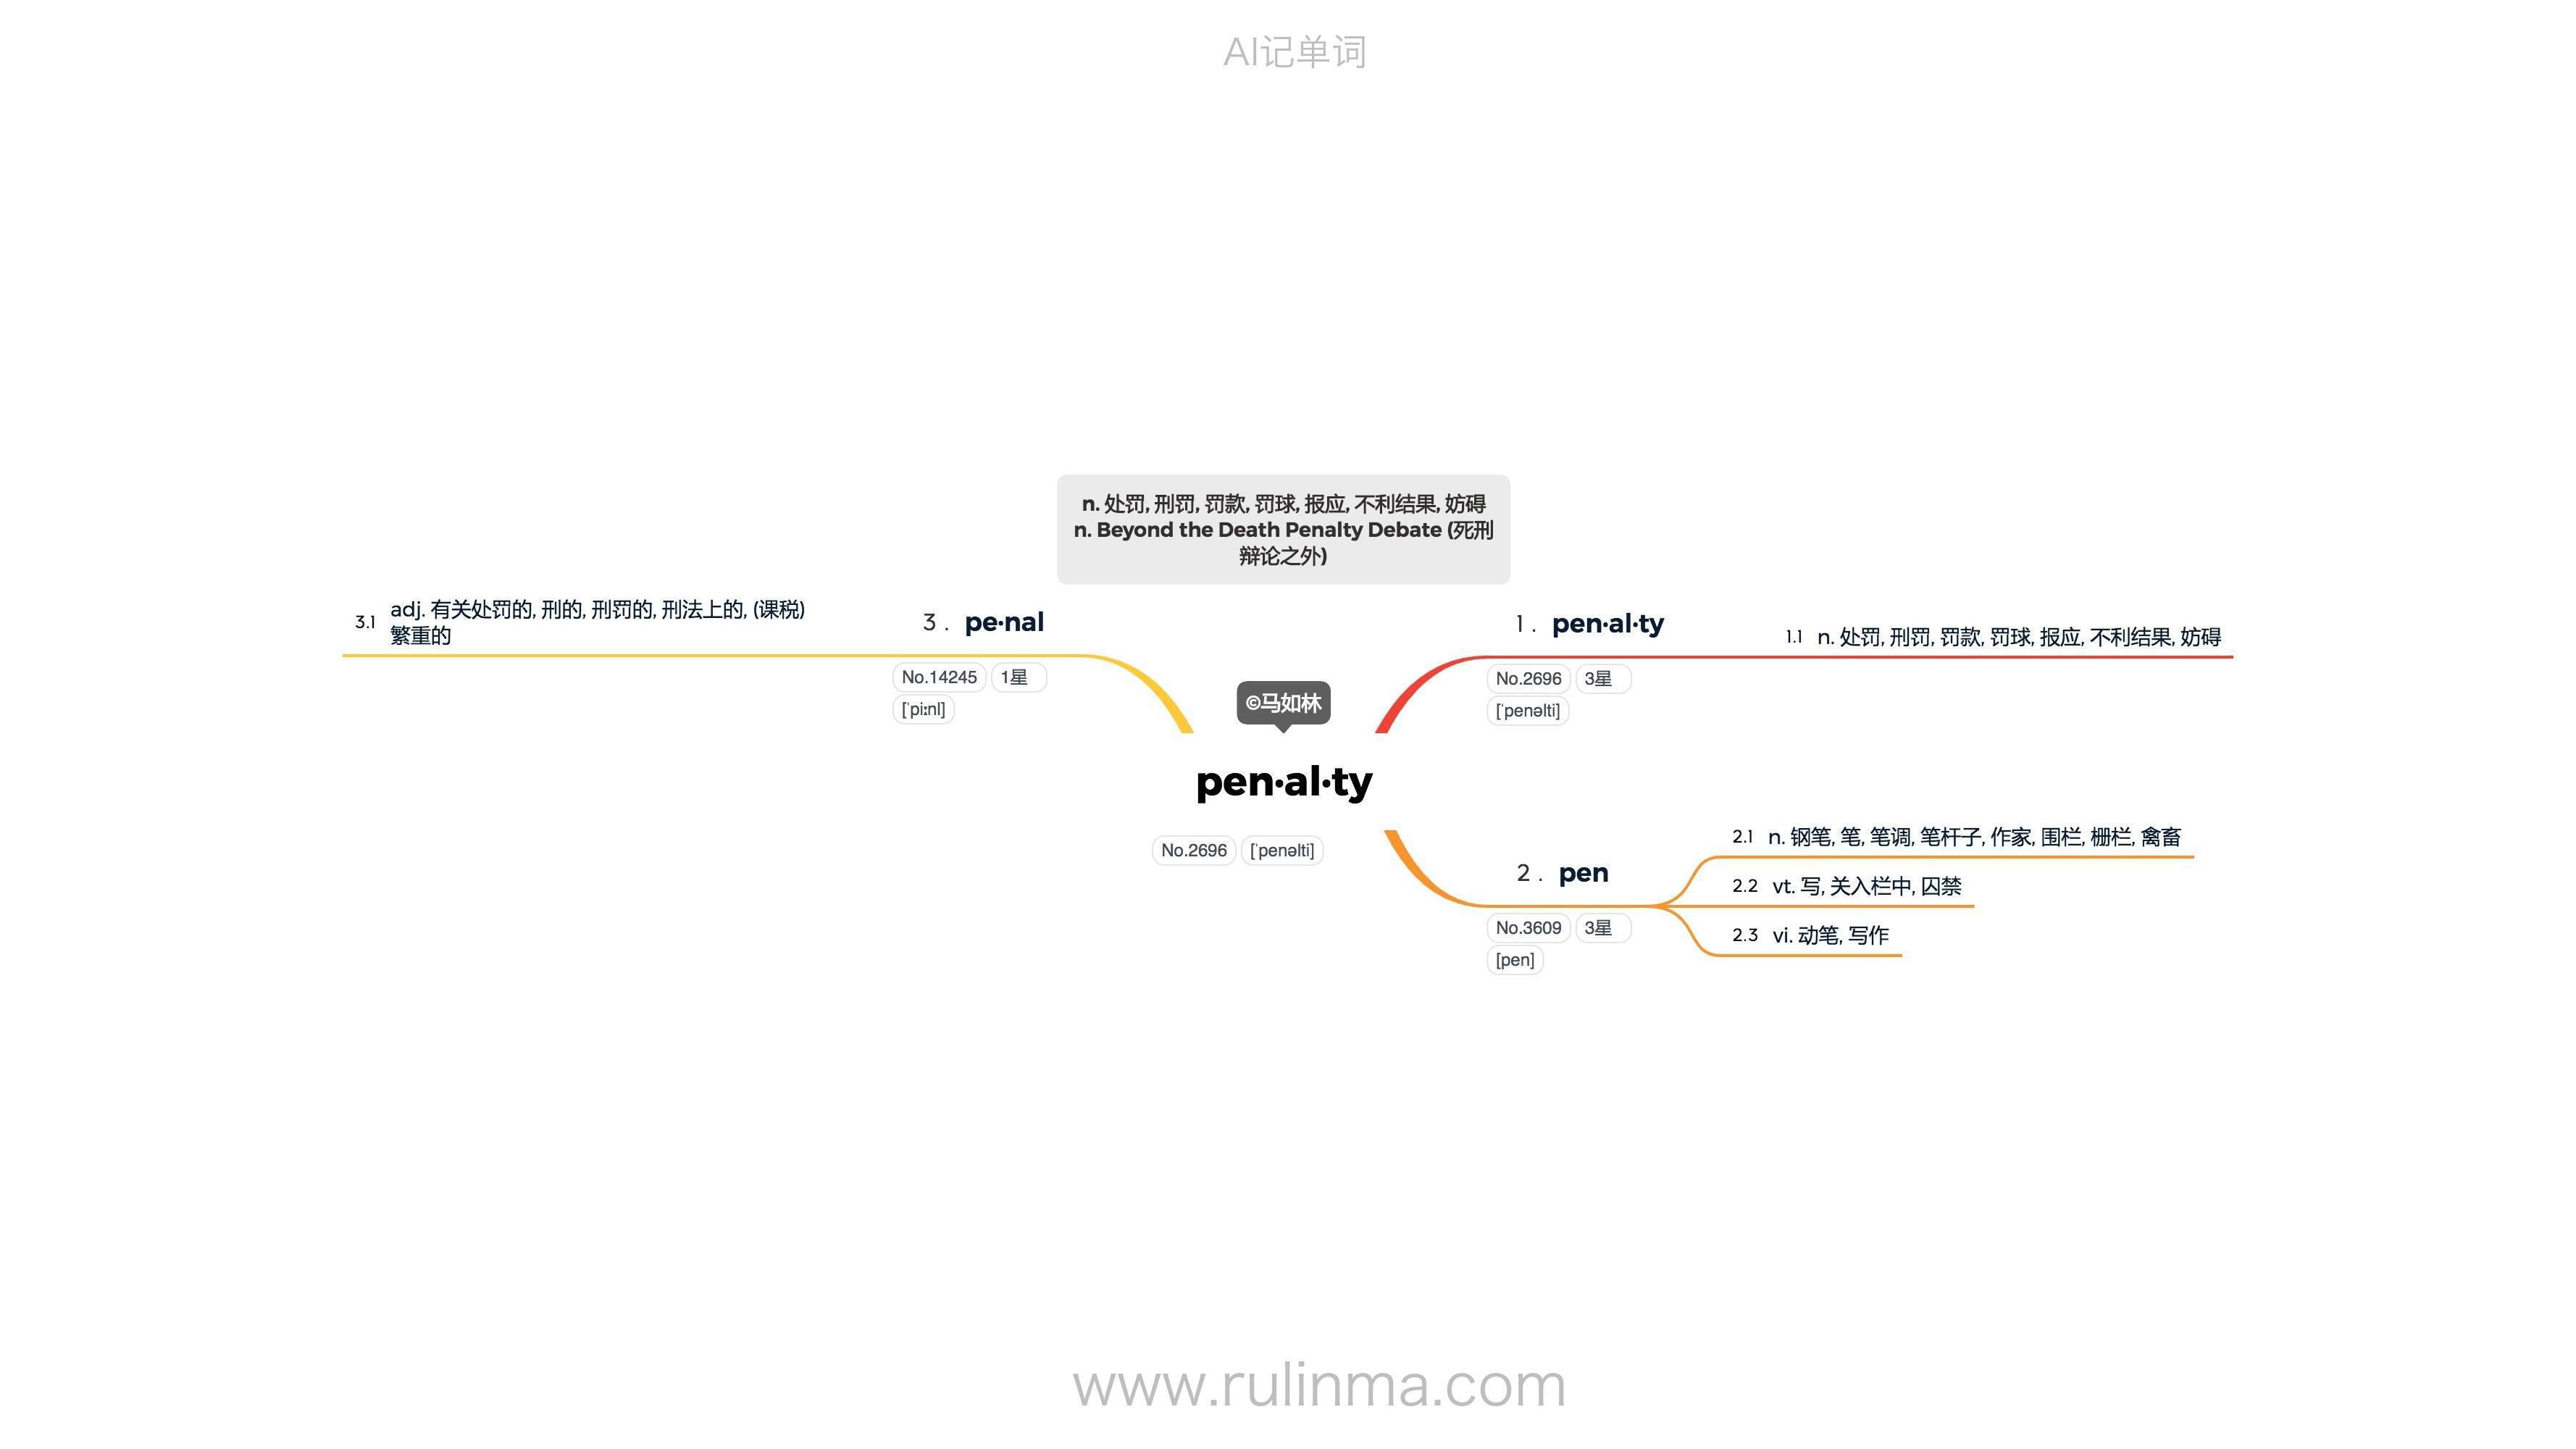 AI记单词
n. 处罚, 刑罚, 罚款, 罚球, 报应, 不利结果, 妨碍
n. Beyond the Death Penalty Debate (死刑
辩论之外)
©马如林
pen·al·ty
No.2696 [ˈpenəlti]
1 . pen·al·ty
No.2696 3星
[ˈpenəlti]
1.1 n. 处罚, 刑罚, 罚款, 罚球, 报应, 不利结果, 妨碍
2 . pen
No.3609 3星
[pen]
2.1 n. 钢笔, 笔, 笔调, 笔杆子, 作家, 围栏, 栅栏, 禽畜
2.2 vt. 写, 关入栏中, 囚禁
2.3 vi. 动笔, 写作
3 . pe·nal
No.14245 1星
[ˈpiːnl]
3.1 adj. 有关处罚的, 刑的, 刑罚的, 刑法上的, (课税)
繁重的
www.rulinma.com